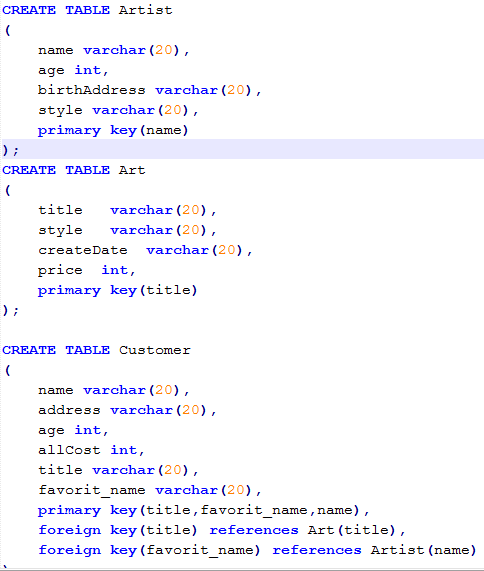 CREATE TABLE Artist
(
    name varchar(20),
    age int,
    birthAddress varchar(20),
    style varchar(20),
    primary key(name)
);
CREATE TABLE Art
(
    title   varchar(20),
    style   varchar(20),
    createDate  varchar(20),
    price  int,
    primary key(title)
);

CREATE TABLE Customer
(
    name varchar(20),
    address varchar(20),
    age int,
    allCost int,
    title varchar(20),
    favorit_name varchar(20),
    primary key(title,favorit_name,name),
    foreign key(title) references Art(title),
    foreign key(favorit_name) references Artist(name)